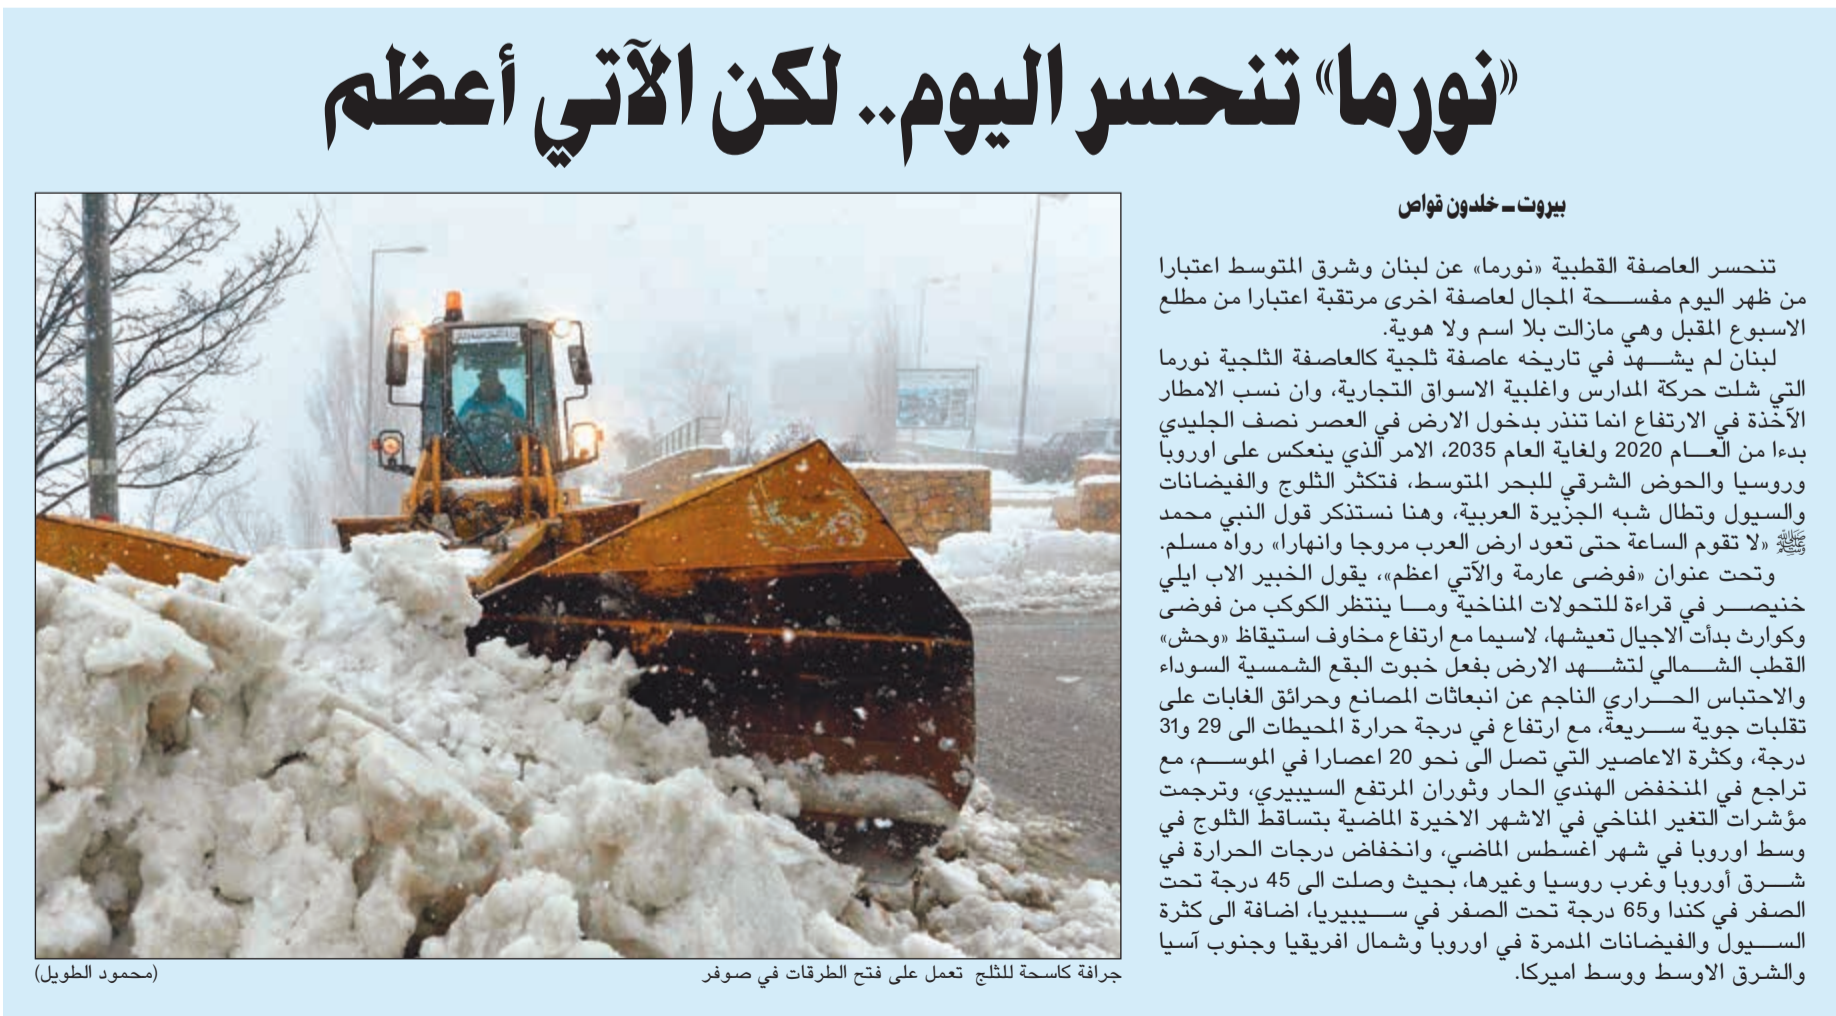 «نورما» تنحسر اليوم.. لكن الآتي أعظم
بيروت ــ خلدون قواص
تنحسر العاصفة القطبية «نورما» عن لبنان وشرق المتوسط اعتبارا
من ظهر اليوم مفسحة المجال لعاصفة اخرى مرتقبة اعتبارا من مطلع
الاسبوع المقبل وهي مازالت بلا اسم ولا هوية.
لبنان لم يشهد في تاريخه عاصفة ثلجية كالعاصفة الثلجية نورما
التي شلت حركة المدارس واغلبية الاسواق التجارية، وان نسب الامطار
الآخذة في الارتفاع انما تنذر بدخول الارض في العصر نصف الجليدي
بدءا من العام 2020 ولغاية العام 2035، الامر الذي ينعكس على اوروبا
وروسيا والحوض الشرقي للبحر المتوسط، فتكثر الثلوج والفيضانات
والسيول وتطال شبه الجزيرة العربية، وهنا نستذكر قول النبي محمد
ﷺ «لا تقوم الساعة حتى تعود ارض العرب مروجا وانهارا» رواه مسلم.
وتحت عنوان «فوضى عارمة والآتي اعظم»، يقول الخبير الاب ايلي
خنيصر في قراءة للتحولات المناخية وما ينتظر الكوكب من فوضى
وكوارث بدأت الاجيال تعيشها، لاسيما مع ارتفاع مخاوف استيقاظ «وحش»
القطب الشمالي لتشهد الارض بفعل خبوت البقع الشمسية السوداء
والاحتباس الحراري الناجم عن انبعاثات المصانع وحرائق الغابات على
تقلبات جوية سريعة، مع ارتفاع في درجة حرارة المحيطات الى 29 و31
درجة، وكثرة الاعاصير التي تصل الى نحو 20 اعصارا في الموسم، مع
تراجع في المنخفض الهندي الحار وثوران المرتفع السيبيري، وترجمت
مؤشرات التغير المناخي في الاشهر الاخيرة الماضية بتساقط الثلوج في
وسط اوروبا في شهر اغسطس الماضي، وانخفاض درجات الحرارة في
شرق أوروبا وغرب روسيا وغيرها، بحيث وصلت الى 45 درجة تحت
الصفر في كندا و65 درجة تحت الصفر في سيبيريا، اضافة الى كثرة
السيول والفيضانات المدمرة في اوروبا وشمال افريقيا وجنوب آسيا
والشرق الاوسط ووسط اميركا.
جرافة كاسحة للثلج تعمل على فتح الطرقات في صوفر
(محمود الطويل)